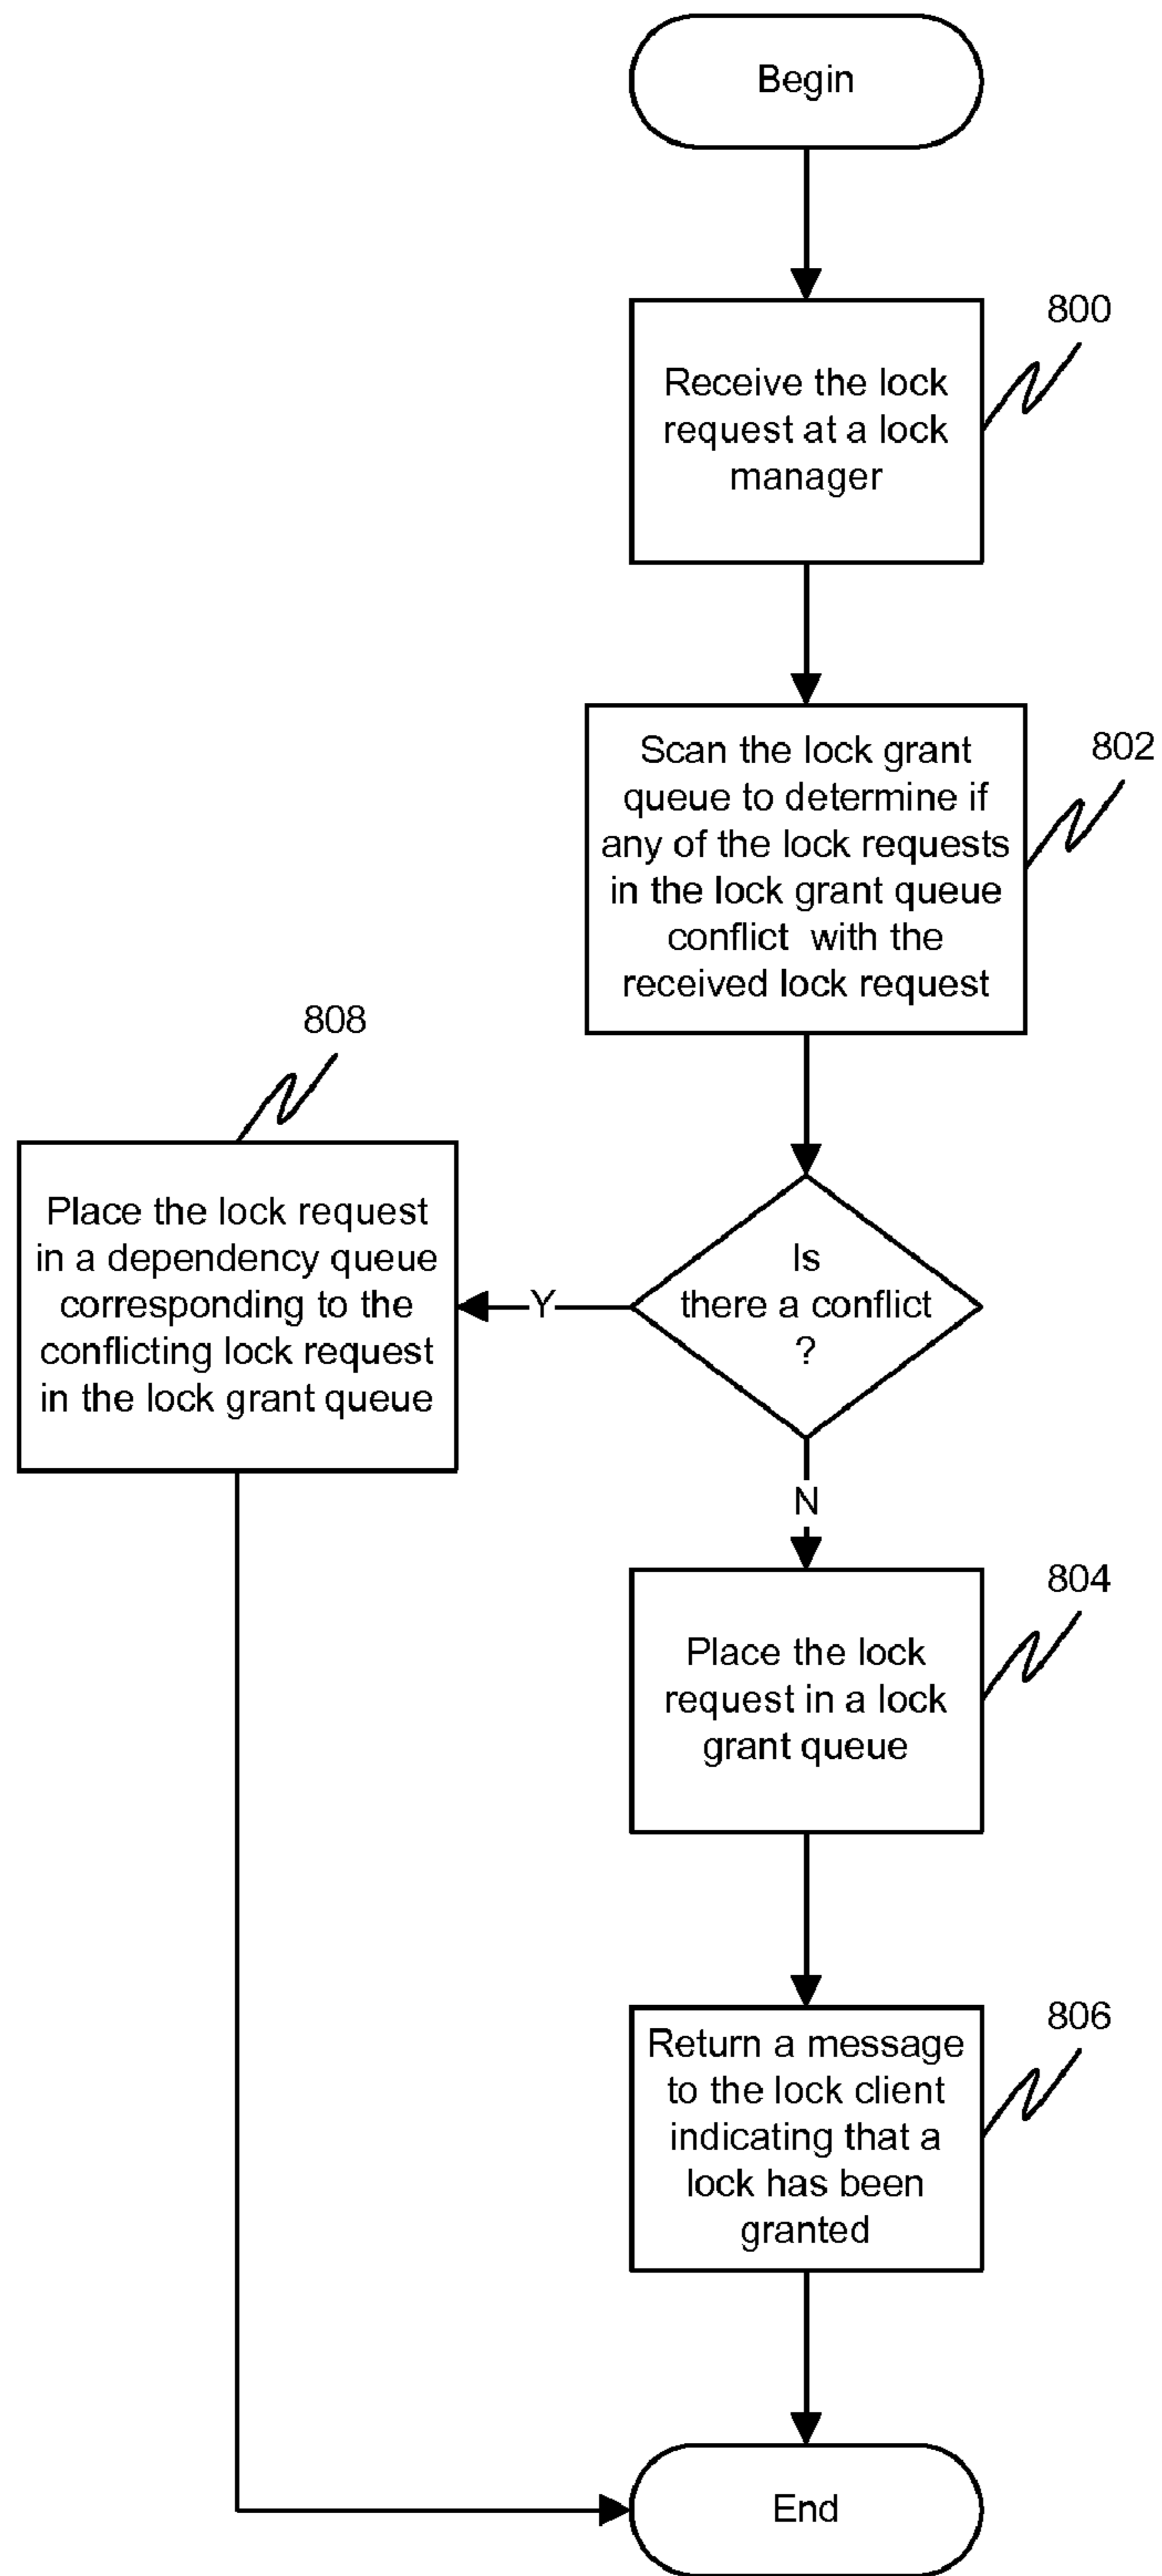 Begin
800
Receive the lock
request at a lock
manager
802
Scan the lock grant
queue to determine if
any of the lock requests
in the lock grant queue
conflict  with the
received lock request
808
Place the lock request
in a dependency queue
corresponding to the
conflicting lock request
in the lock grant queue
Y
Is
there a conflict
?
N
804
Place the lock
request in a lock
grant queue
806
Return a message
to the lock client
indicating that a
lock has been
granted
End